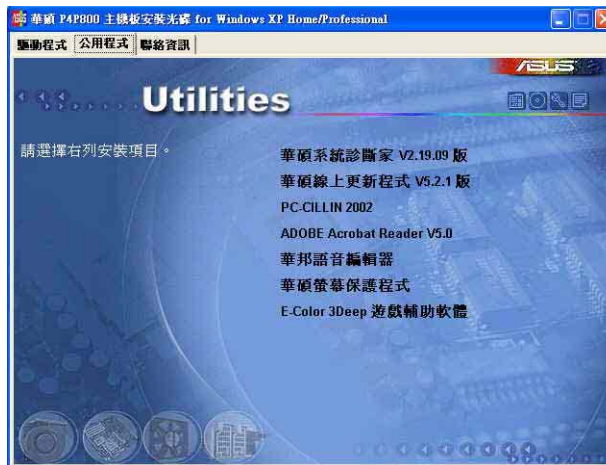 華碩 P4P800 主機板安裝光碟 for Windows XP Home/Professional
驅動程式 公用程式 聯絡資訊
ASUS
Utilities
請選擇右列安裝項目。
華碩系統診斷家 V2.19.09 版
華碩線上更新程式 V5.2.1 版
PC-CILLIN 2002
ADOBE Acrobat Reader V5.0
華邦語音編輯器
華碩螢幕保護程式
E-Color 3Deep 遊戲輔助軟體